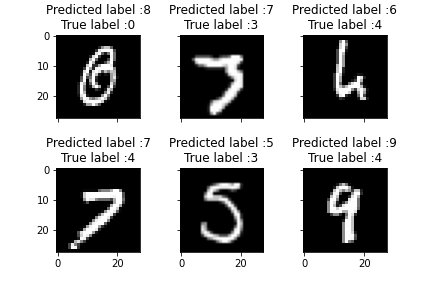 Predicted label :8
True label :0
Predicted label :7
True label :3
Predicted label :6
True label :4
0
10
20
Predicted label :7
True label :4
Predicted label :5
True label :3
Predicted label :9
True label :4
0
10
20
0 20
0 20
0 20